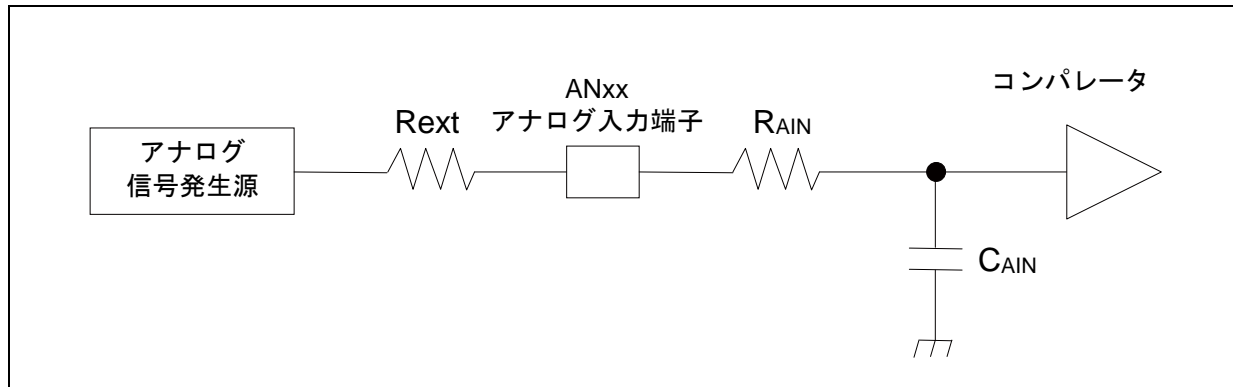 コンパレータ
ANxx
アナログ入力端子
Rext
RAIN
アナログ
信号発生源
CAIN